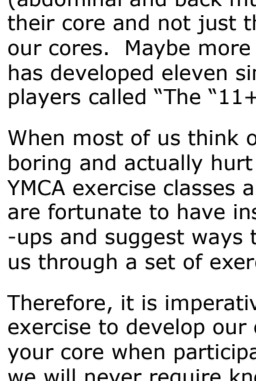 (abdominal and back mu
their core and not just th
our cores.  Maybe more
has developed eleven si
players called “The “11+
When most of us think o
boring and actually hurt
YMCA exercise classes a
are fortunate to have ins
-ups and suggest ways t
us through a set of exer
Therefore, it is imperativ
exercise to develop our
your core when participa
we will never require kn